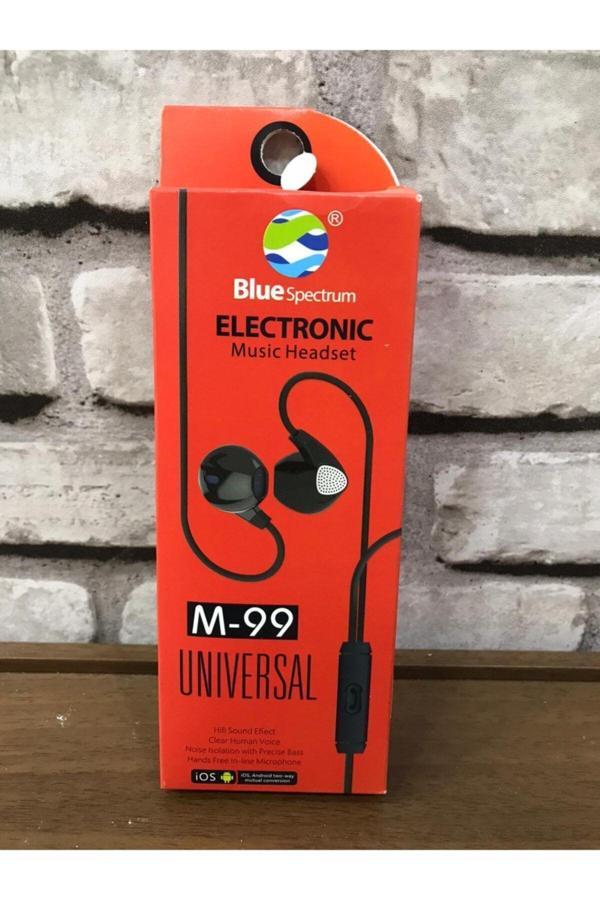 ®
Blue Spectrum
ELECTRONIC
Music Headset
M-99
UNIVERSAL
Hifi Sound Effect
Clear Human Voice
Noise Isolation with Precise Bass
Hands Free In-line Microphone
iOS
iOS, Android two-way
mutual conversion